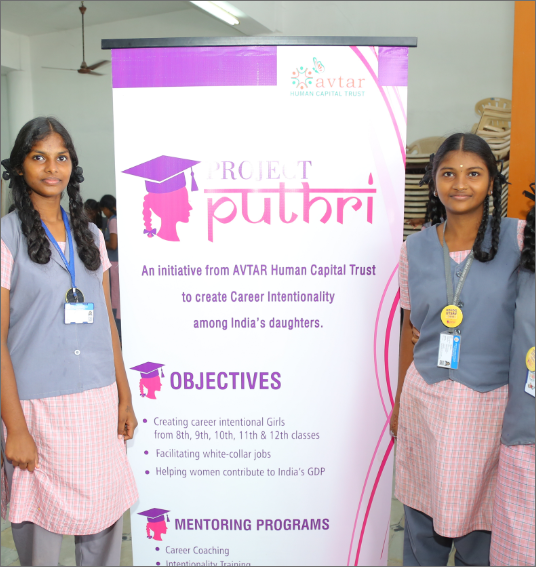 avtar
HUMAN CAPITAL TRUST
PROJECT
puthri
An initiative from AVTAR Human Capital Trust
to create Career Intentionality
among India's daughters.
OBJECTIVES
• Creating career intentional Girls
from 8th, 9th, 10th, 11th & 12th classes
• Facilitating white-collar jobs
• Helping women contribute to India's GDP
MENTORING PROGRAMS
• Career Coaching
• Intentionality Training